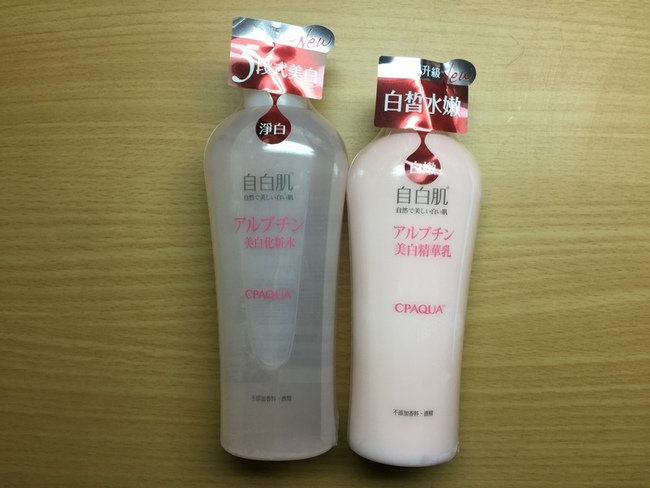 New
5段式美白
淨白
自白肌
自然で美しい白い肌
アルブチン
美白化粧水
CPAQUA
不添加香料・酒精
升級
New
白皙水嫩
白嫩
自白肌
自然で美しい白い肌
アルブチン
美白精華乳
CPAQUA
不添加香料・酒精